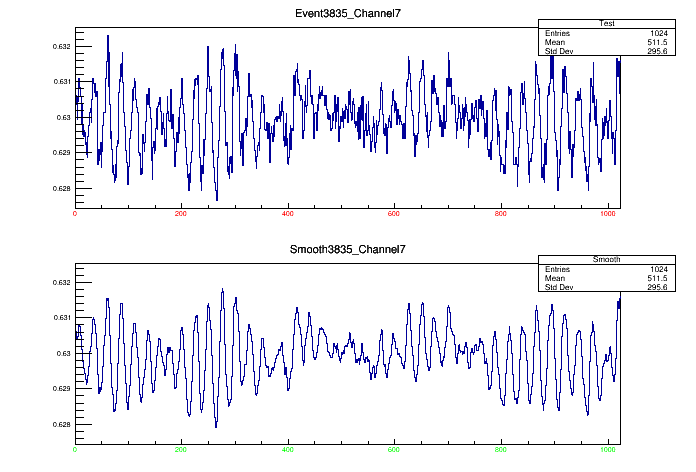 Event3835_Channel7
Test
Entries 1024
Mean 511.5
Std Dev 295.6
0.632
0.631
0.63
0.629
0.628
0 200 400 600 800 1000
Smooth3835_Channel7
Smooth
Entries 1024
Mean 511.5
Std Dev 295.6
0.632
0.631
0.63
0.629
0.628
0 200 400 600 800 1000